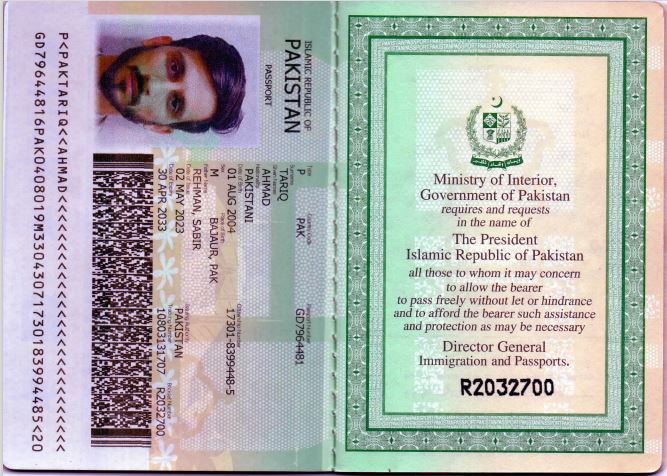 ISLAMIC REPUBLIC OF
PAKISTAN
PASSPORT
Type
P
Country Code
PAK
Passport Number
GD7964481
Surname
TARIQ
Given Names
AHMAD
Nationality
PAKISTANI
Date of Birth
01 AUG 2004
Citizenship Number
17301-8399448-5
Sex
M
Place of Birth
BAJAUR, PAK
Father Name
REHMAN, SABIR
Date of Issue
02 MAY 2023
Issuing Authority
PAKISTAN
Date of Expiry
30 APR 2033
Tracking Number
10803131707
Booklet Number
R2032700
P<PAKTARIQ<<AHMAD<<<<<<<<<<<<<<<<<<<<<<<<<<<
GD79644816PAK0408019M33043071730183994485<20
Ministry of Interior,
Government of Pakistan
requires and requests
in the name of
The President
Islamic Republic of Pakistan
all those to whom it may concern
to allow the bearer
to pass freely without let or hindrance
and to afford the bearer such assistance
and protection as may be necessary
Director General
Immigration and Passports.
R2032700